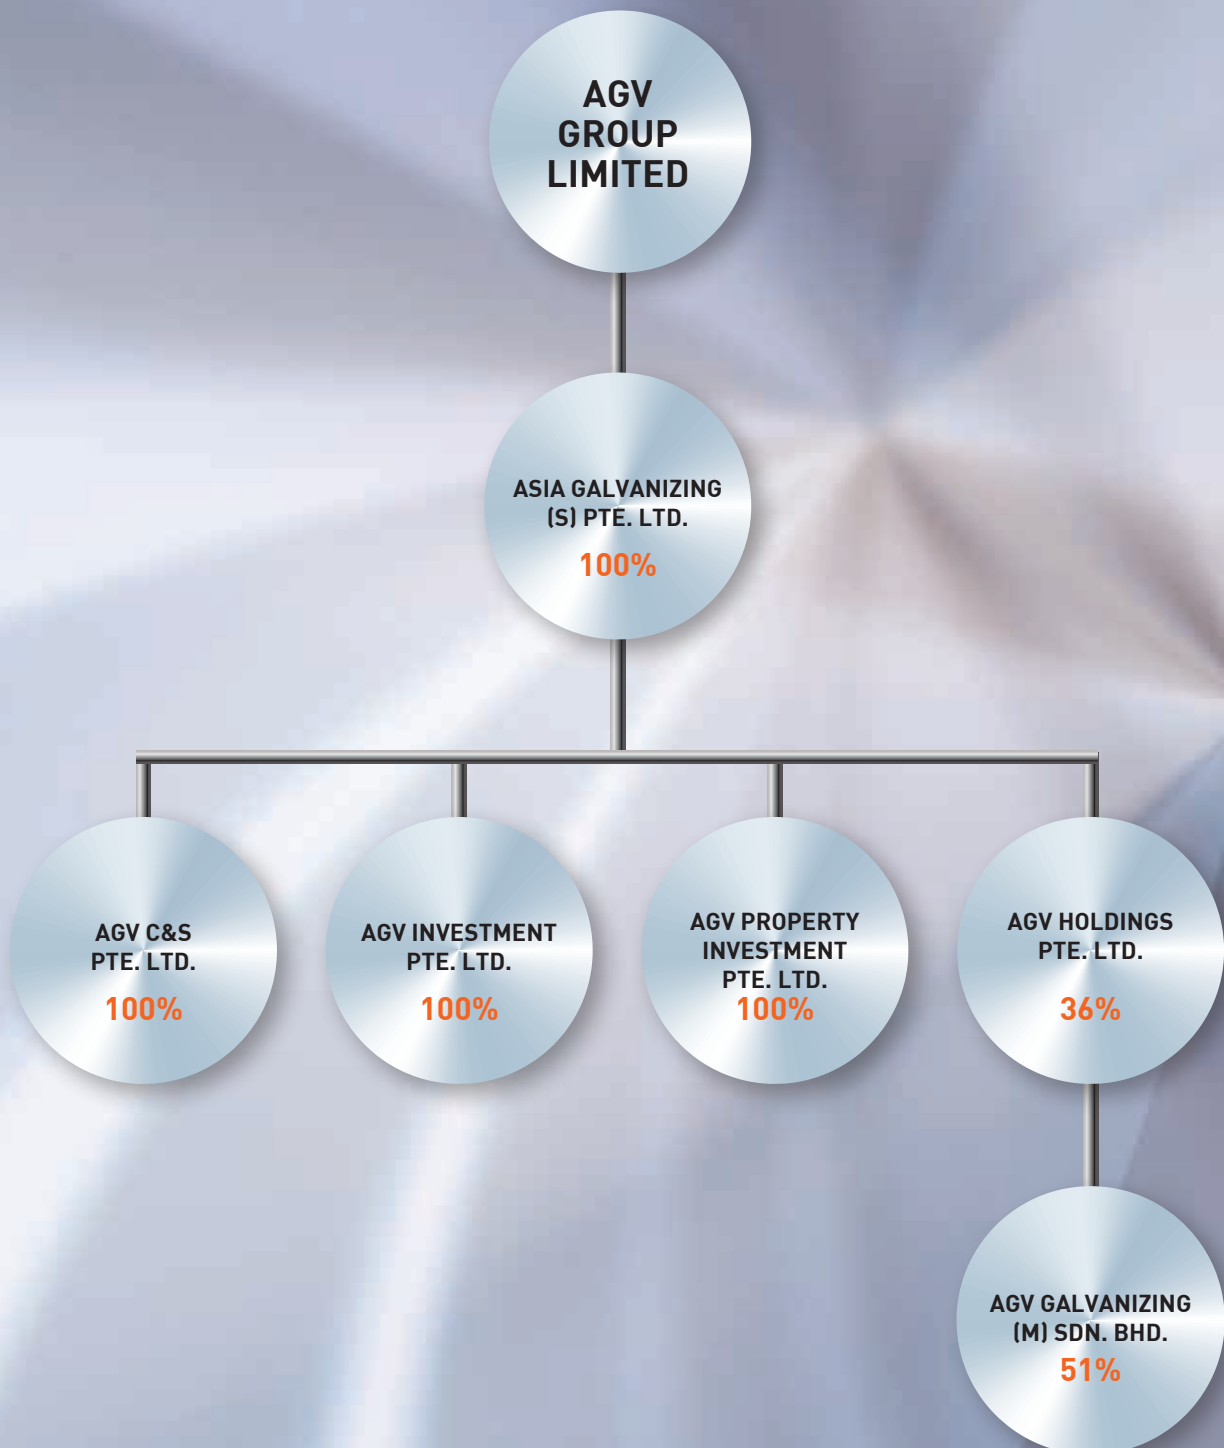 AGV
GROUP
LIMITED
ASIA GALVANIZING
(S) PTE. LTD.
100%
AGV C&S
PTE. LTD.
100%
AGV INVESTMENT
PTE. LTD.
100%
AGV PROPERTY
INVESTMENT
PTE. LTD.
100%
AGV HOLDINGS
PTE. LTD.
36%
AGV GALVANIZING
(M) SDN. BHD.
51%